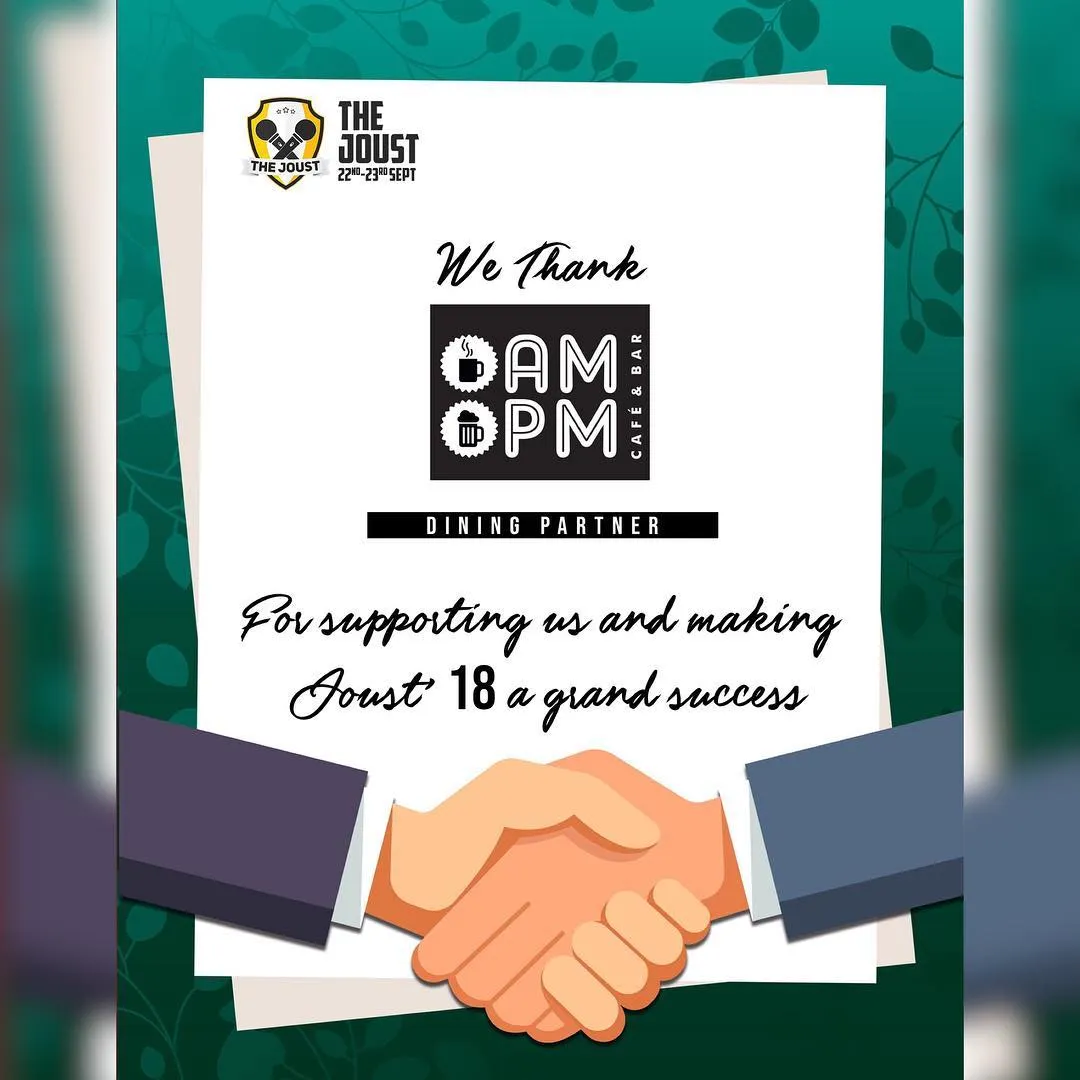 THE JOUST
THE
JOUST
22ND-23RD SEPT
We Thank
AM
PM
CAFÉ & BAR
DINING PARTNER
For supporting us and making
Joust' 18 a grand success